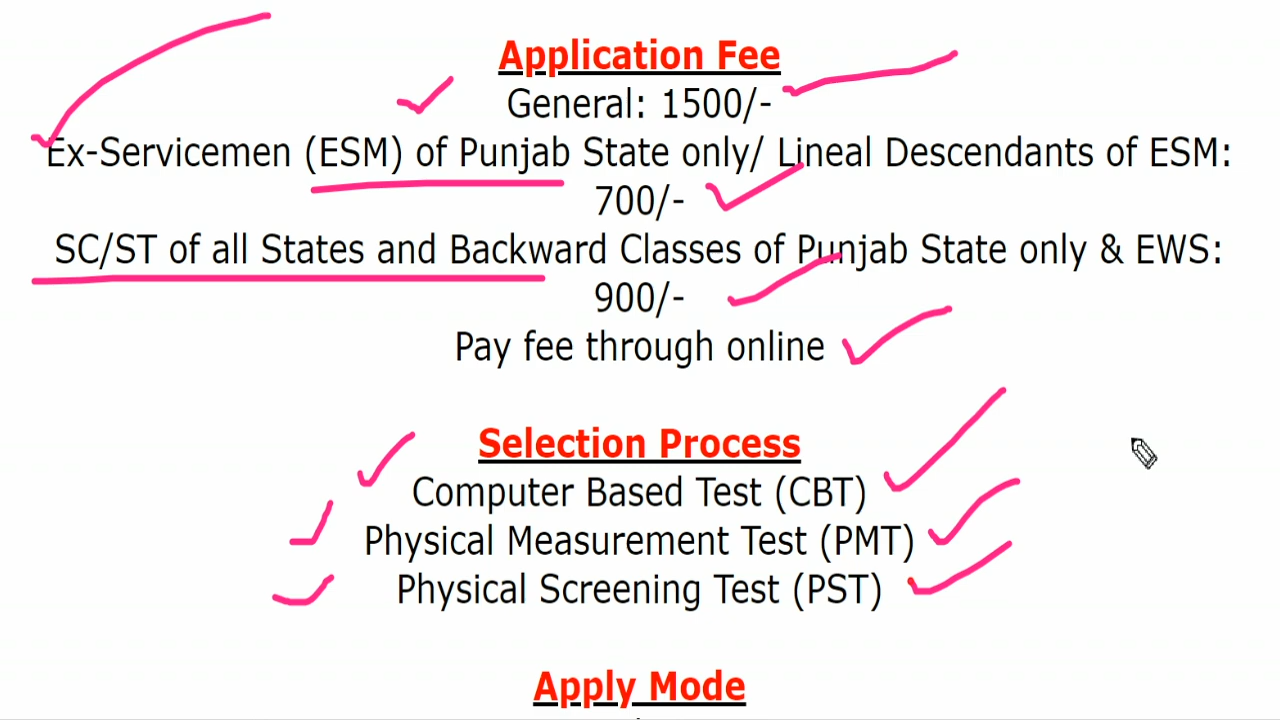 Application Fee
General: 1500/-
Ex-Servicemen (ESM) of Punjab State only/ Lineal Descendants of ESM:
700/-
SC/ST of all States and Backward Classes of Punjab State only & EWS:
900/-
Pay fee through online
Selection Process
Computer Based Test (CBT)
Physical Measurement Test (PMT)
Physical Screening Test (PST)
Apply Mode